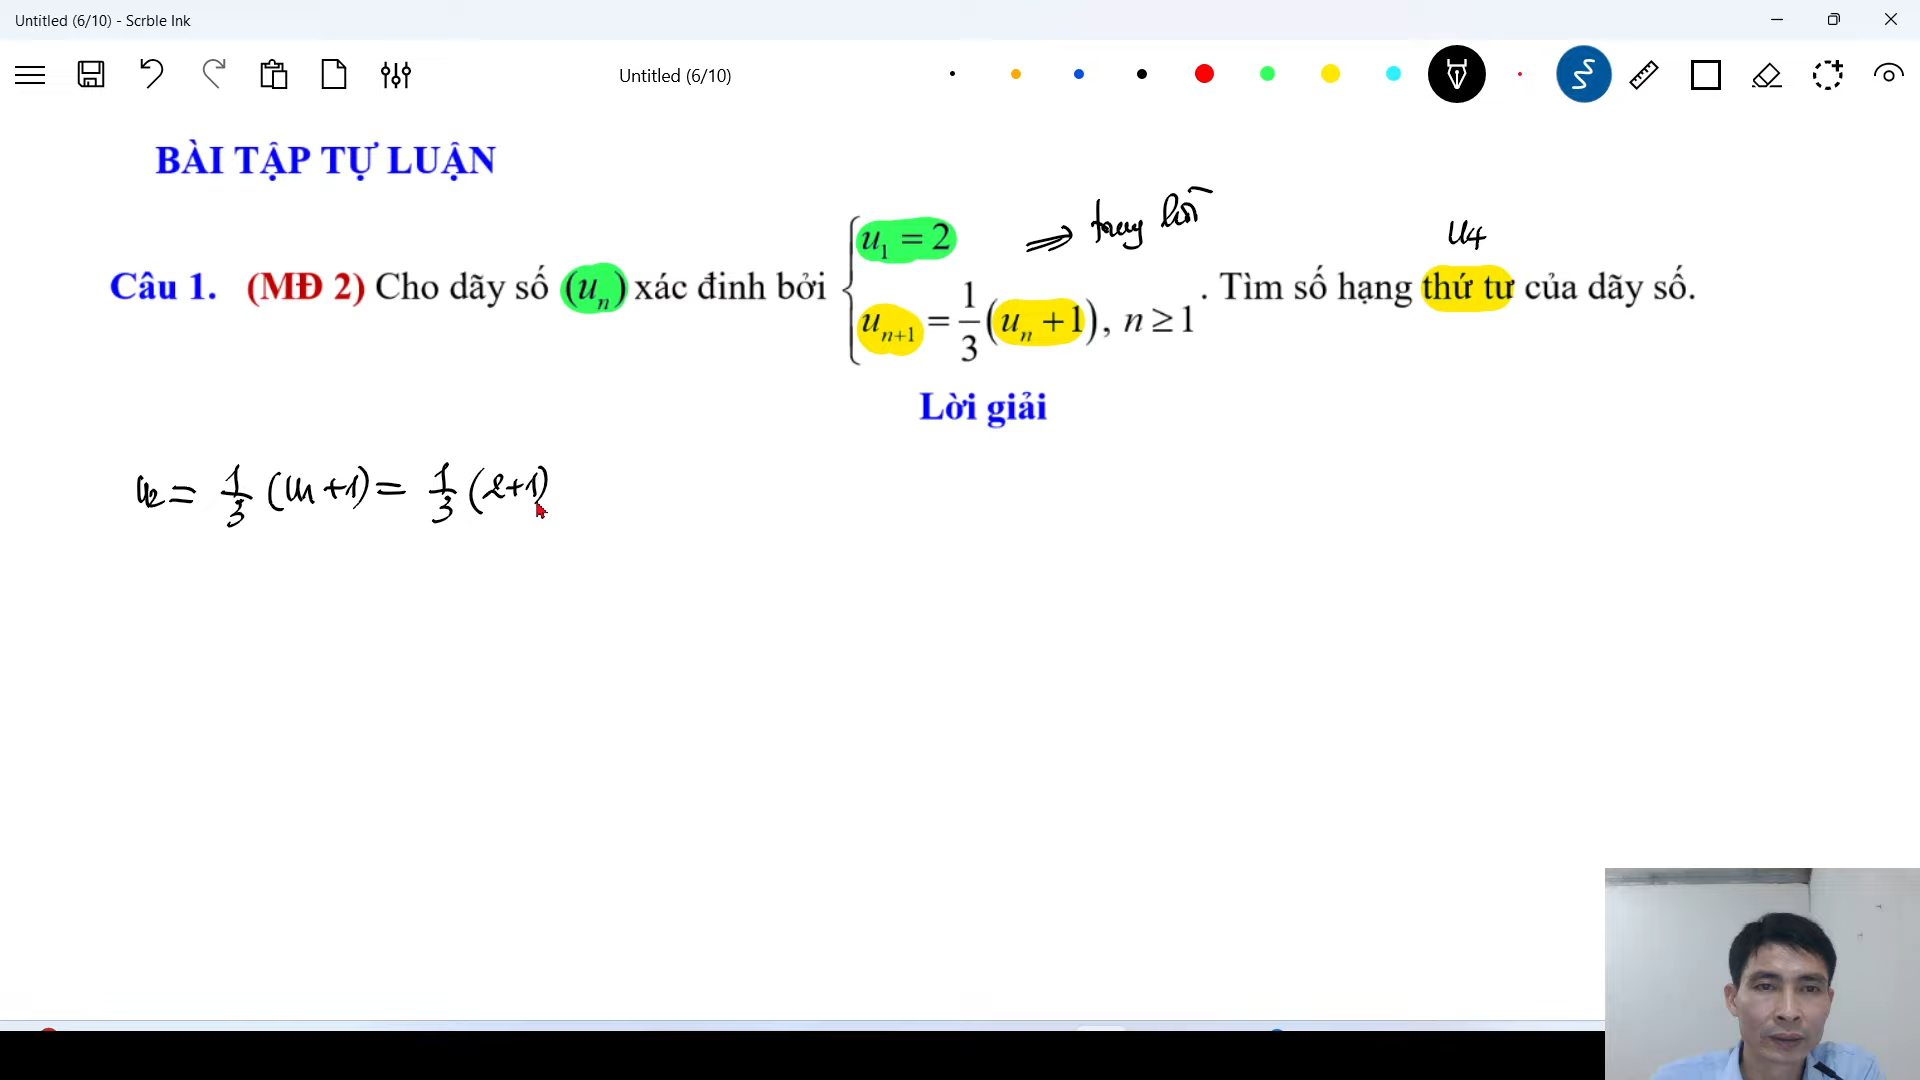 Untitled (6/10) - Scrble Ink
Untitled (6/10)
BÀI TẬP TỰ LUẬN
Câu 1. (MĐ 2) Cho dãy số (uₙ) xác đinh bởi { u₁ = 2 ; uₙ₊₁ = 1/3 (uₙ + 1), n ≥ 1 . Tìm số hạng thứ tư của dãy số.
⇒ truy hồi
u₄
Lời giải
u₂ = 1/3 (u₁ + 1) = 1/3 (2 + 1)